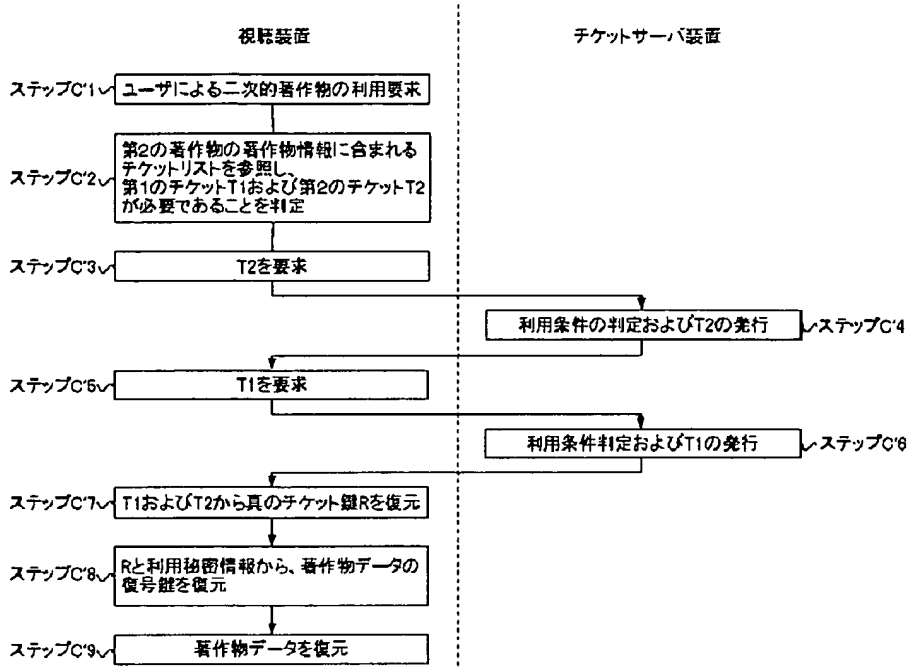 視聴装置
チケットサーバ装置
ステップC'1
ユーザによる二次的著作物の利用要求
ステップC'2
第2の著作物の著作物情報に含まれる
チケットリストを参照し、
第1のチケットT1および第2のチケットT2
が必要であることを判定
ステップC'3
T2を要求
利用条件の判定およびT2の発行
ステップC'4
ステップC'5
T1を要求
利用条件判定およびT1の発行
ステップC'6
ステップC'7
T1およびT2から真のチケット鍵Rを復元
ステップC'8
Rと利用秘密情報から、著作物データの
復号鍵を復元
ステップC'9
著作物データを復元